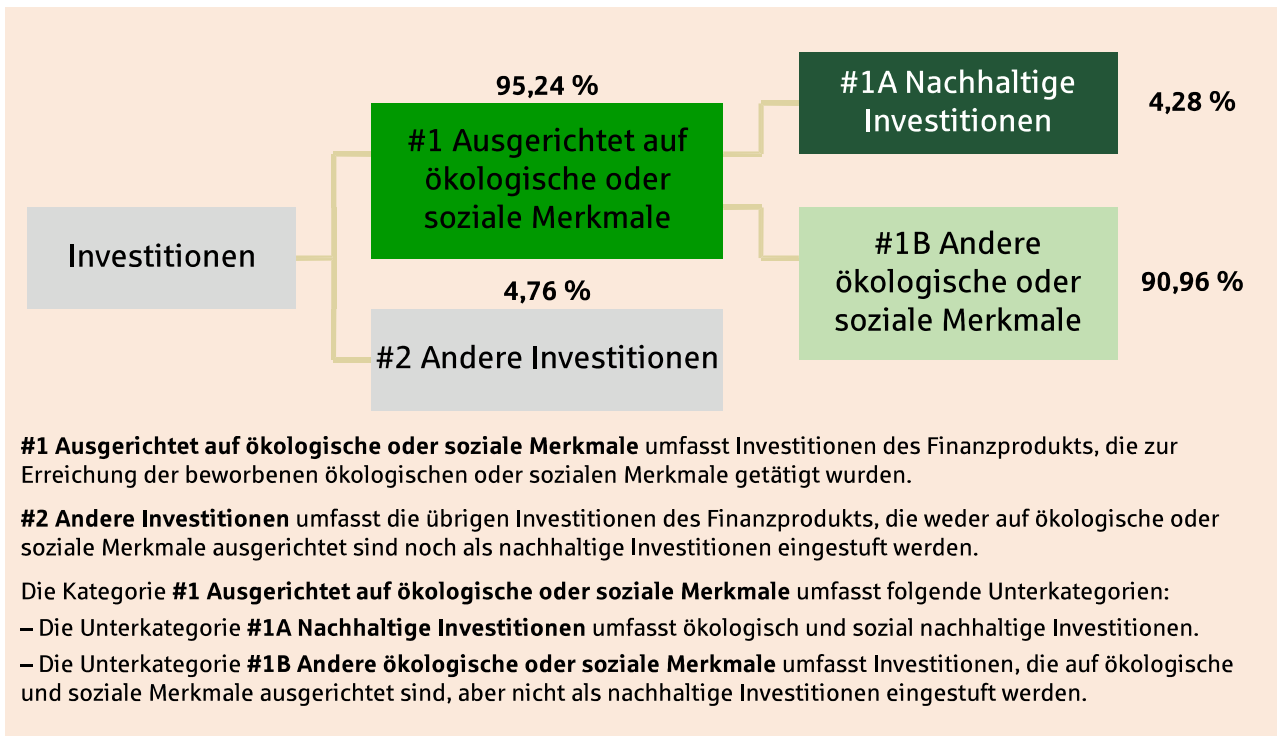 95,24 %
#1 Ausgerichtet auf
ökologische oder
soziale Merkmale
#1A Nachhaltige
Investitionen
4,28 %
Investitionen
#1B Andere
ökologische oder
soziale Merkmale
90,96 %
4,76 %
#2 Andere Investitionen
#1 Ausgerichtet auf ökologische oder soziale Merkmale umfasst Investitionen des Finanzprodukts, die zur
Erreichung der beworbenen ökologischen oder sozialen Merkmale getätigt wurden.
#2 Andere Investitionen umfasst die übrigen Investitionen des Finanzprodukts, die weder auf ökologische oder
soziale Merkmale ausgerichtet sind noch als nachhaltige Investitionen eingestuft werden.
Die Kategorie #1 Ausgerichtet auf ökologische oder soziale Merkmale umfasst folgende Unterkategorien:
– Die Unterkategorie #1A Nachhaltige Investitionen umfasst ökologisch und sozial nachhaltige Investitionen.
– Die Unterkategorie #1B Andere ökologische oder soziale Merkmale umfasst Investitionen, die auf ökologische
und soziale Merkmale ausgerichtet sind, aber nicht als nachhaltige Investitionen eingestuft werden.